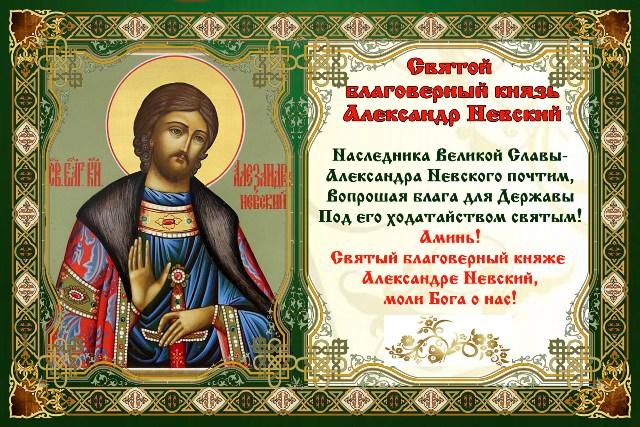 СВ. БЛГ КН
АЛЕЗАНДРЪ
НЕВСКИЙ
Святой
благоверный князь
Александр Невский
Наследника Великой Славы-
Александра Невского почтим,
Вопрошая блага для Державы
Под его ходатайством святым!
Аминь!
Святый благоверный княже
Александре Невский,
моли Бога о нас!